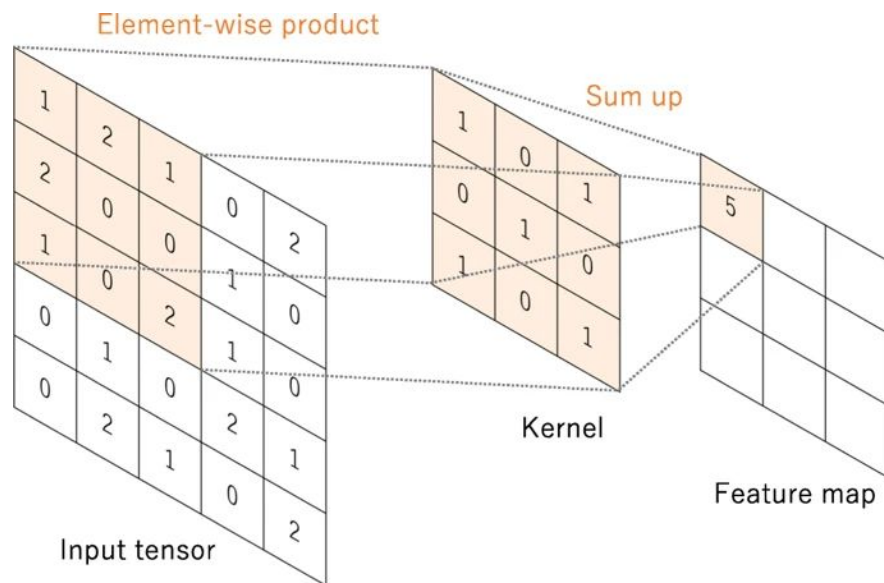 Element-wise product
Sum up
1 2 1 0 2
2 0 0 1 0
1 0 2 1 0
0 1 0 2 1
0 2 1 0 2
Input tensor
1 0 1
0 1 0
1 0 1
Kernel
5
Feature map